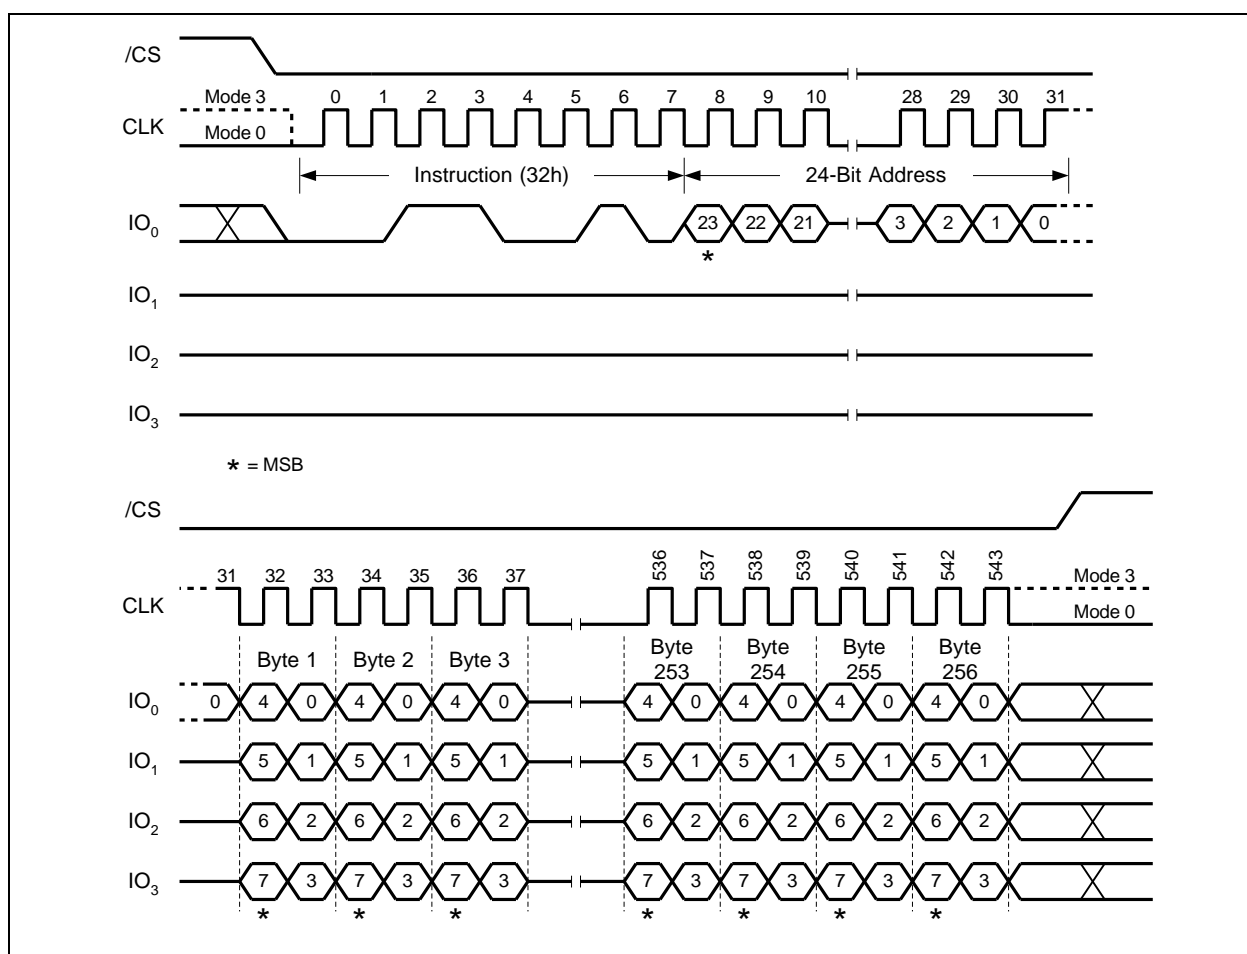 /CS
Mode 3 0 1 2 3 4 5 6 7 8 9 10 28 29 30 31
CLK
Mode 0
Instruction (32h) 24-Bit Address
IO0 23 22 21 3 2 1 0
*
IO1
IO2
IO3
* = MSB
/CS
31 32 33 34 35 36 37 536 537 538 539 540 541 542 543 Mode 3
CLK
Mode 0
Byte 1 Byte 2 Byte 3 Byte 253 Byte 254 Byte 255 Byte 256
IO0 0 4 0 4 0 4 0 4 0 4 0 4 0 4 0
IO1 5 1 5 1 5 1 5 1 5 1 5 1 5 1
IO2 6 2 6 2 6 2 6 2 6 2 6 2 6 2
IO3 7 3 7 3 7 3 7 3 7 3 7 3 7 3
* * * * * * *